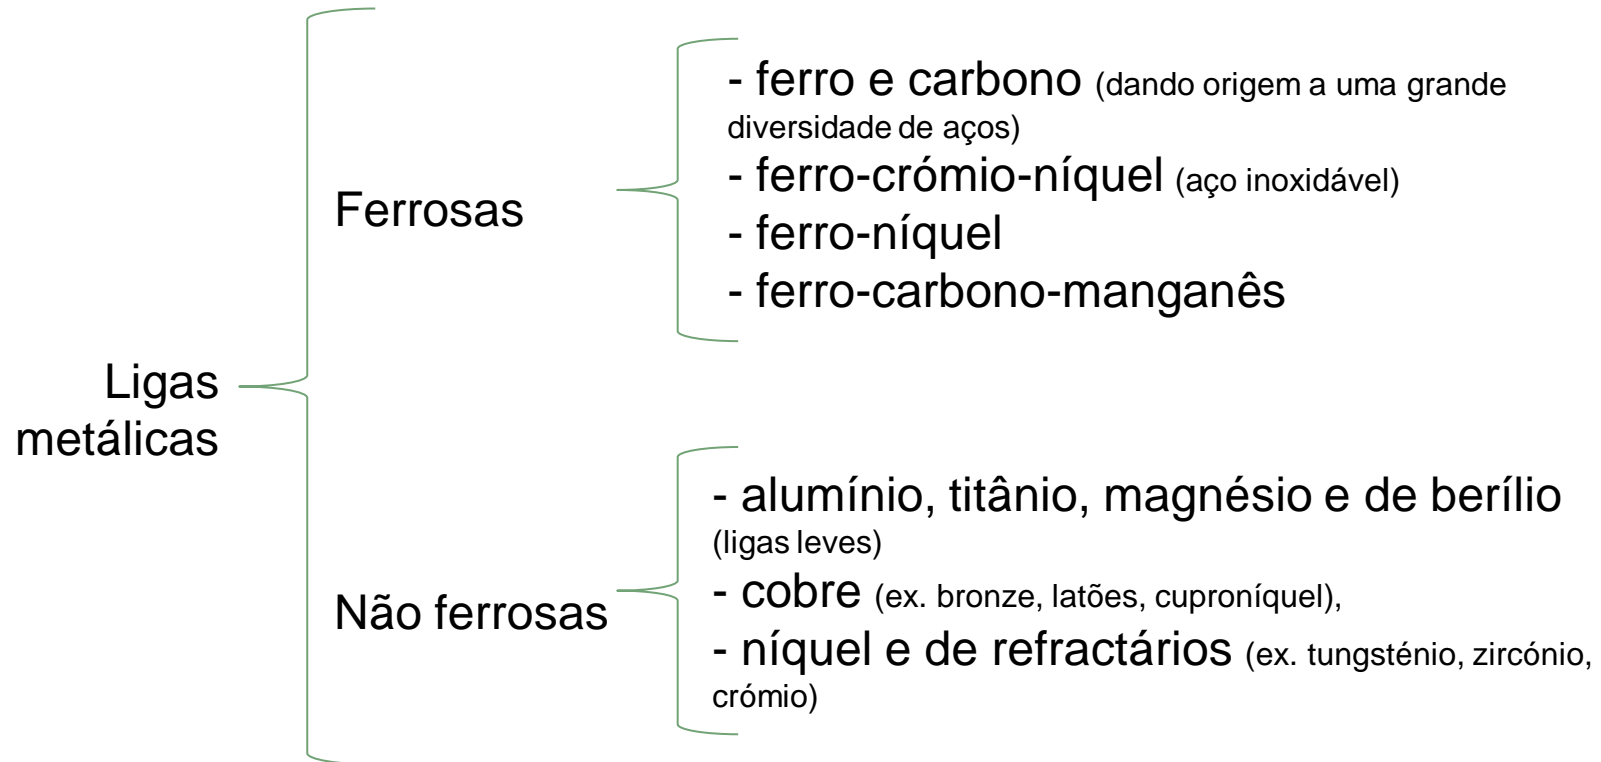 Ligas
metálicas
Ferrosas
- ferro e carbono (dando origem a uma grande
diversidade de aços)
- ferro-crómio-níquel (aço inoxidável)
- ferro-níquel
- ferro-carbono-manganês
Não ferrosas
- alumínio, titânio, magnésio e de berílio
(ligas leves)
- cobre (ex. bronze, latões, cuproníquel),
- níquel e de refractários (ex. tungsténio, zircónio,
crómio)